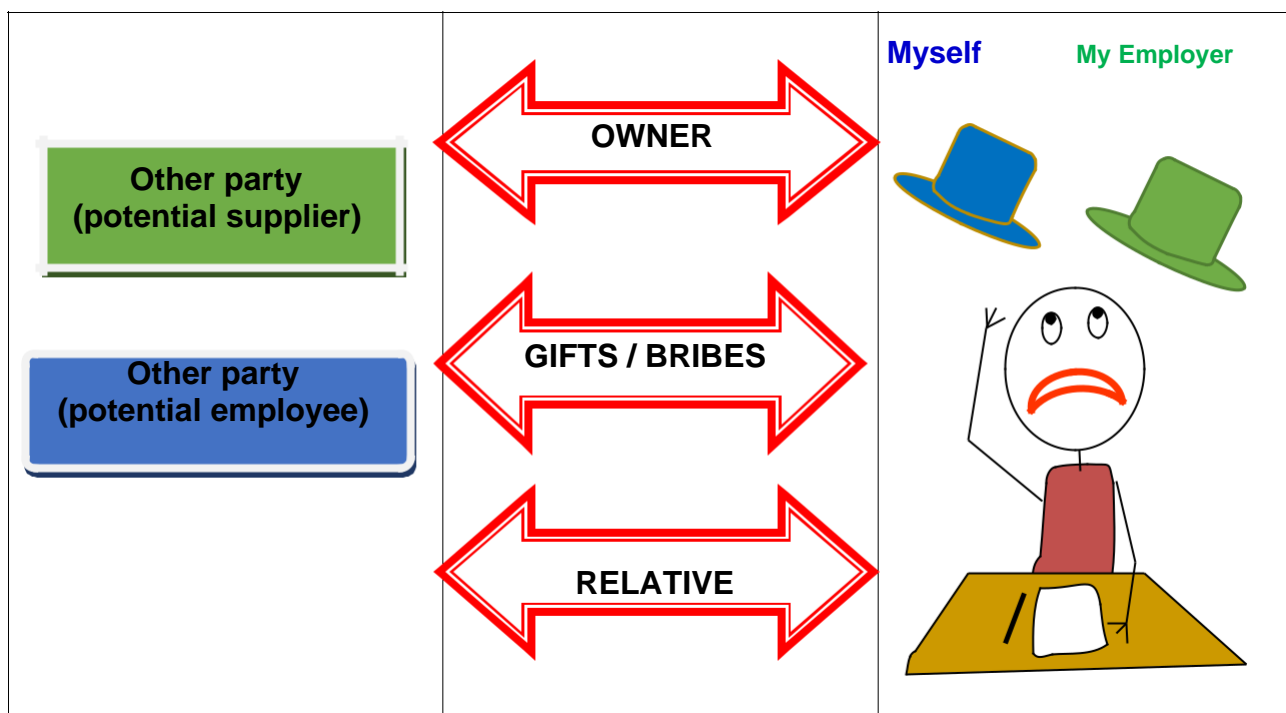 Other party
(potential supplier)
Other party
(potential employee)
OWNER
GIFTS / BRIBES
RELATIVE
Myself
My Employer